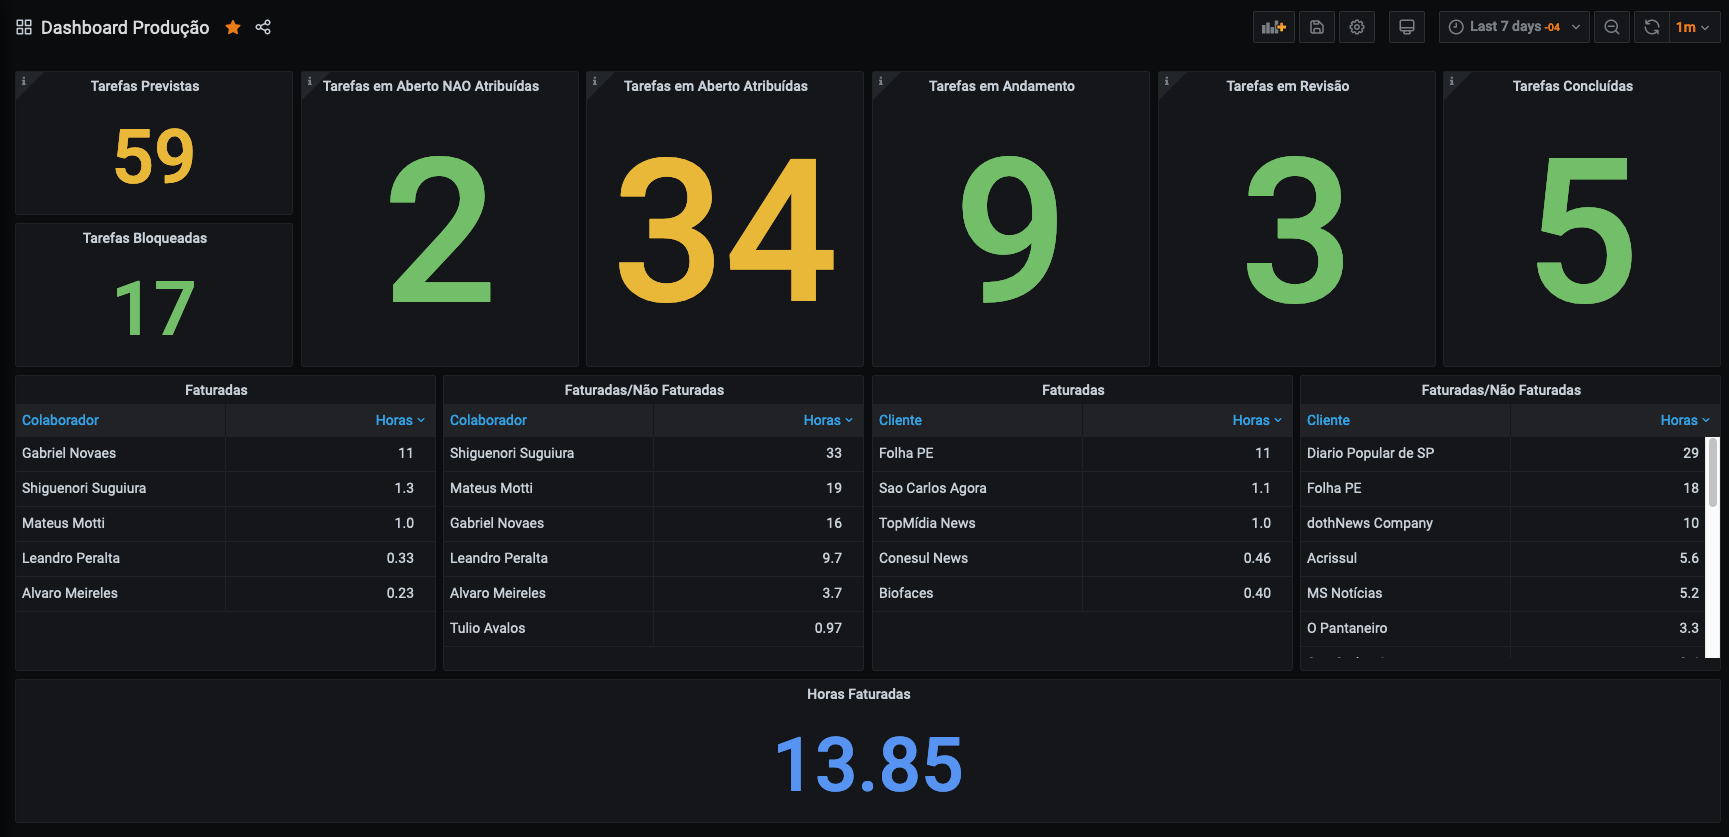 Dashboard Produção
Last 7 days -04
1m
Tarefas Previstas
59
Tarefas Bloqueadas
17
Tarefas em Aberto NAO Atribuídas
2
Tarefas em Aberto Atribuídas
34
Tarefas em Andamento
9
Tarefas em Revisão
3
Tarefas Concluídas
5
Faturadas
Colaborador Horas
Gabriel Novaes 11
Shiguenori Suguiura 1.3
Mateus Motti 1.0
Leandro Peralta 0.33
Alvaro Meireles 0.23
Faturadas/Não Faturadas
Colaborador Horas
Shiguenori Suguiura 33
Mateus Motti 19
Gabriel Novaes 16
Leandro Peralta 9.7
Alvaro Meireles 3.7
Tulio Avalos 0.97
Faturadas
Cliente Horas
Folha PE 11
Sao Carlos Agora 1.1
TopMídia News 1.0
Conesul News 0.46
Biofaces 0.40
Faturadas/Não Faturadas
Cliente Horas
Diario Popular de SP 29
Folha PE 18
dothNews Company 10
Acrissul 5.6
MS Notícias 5.2
O Pantaneiro 3.3
Horas Faturadas
13.85